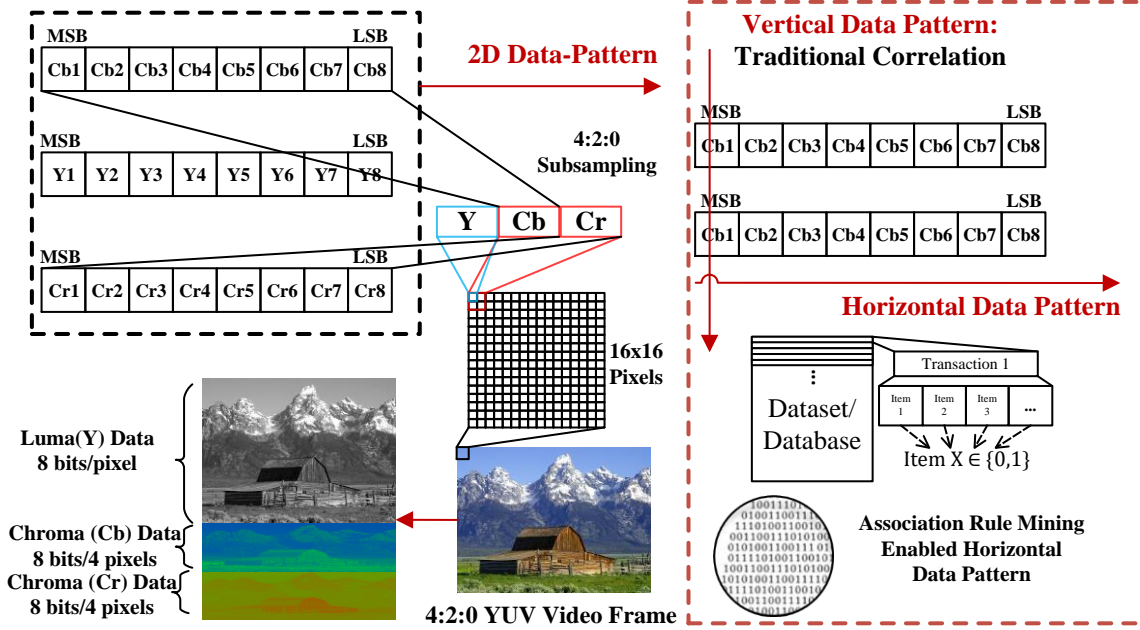 MSB LSB
Cb1 Cb2 Cb3 Cb4 Cb5 Cb6 Cb7 Cb8
MSB LSB
Y1 Y2 Y3 Y4 Y5 Y6 Y7 Y8
MSB LSB
Cr1 Cr2 Cr3 Cr4 Cr5 Cr6 Cr7 Cr8
2D Data-Pattern
4:2:0
Subsampling
Y Cb Cr
16x16
Pixels
Luma(Y) Data
8 bits/pixel
Chroma (Cb) Data
8 bits/4 pixels
Chroma (Cr) Data
8 bits/4 pixels
4:2:0 YUV Video Frame
Vertical Data Pattern:
Traditional Correlation
MSB LSB
Cb1 Cb2 Cb3 Cb4 Cb5 Cb6 Cb7 Cb8
MSB LSB
Cb1 Cb2 Cb3 Cb4 Cb5 Cb6 Cb7 Cb8
Horizontal Data Pattern
Dataset/
Database
Transaction 1
Item 1 Item 2 Item 3 ...
Item X ∈ {0,1}
Association Rule Mining
Enabled Horizontal
Data Pattern